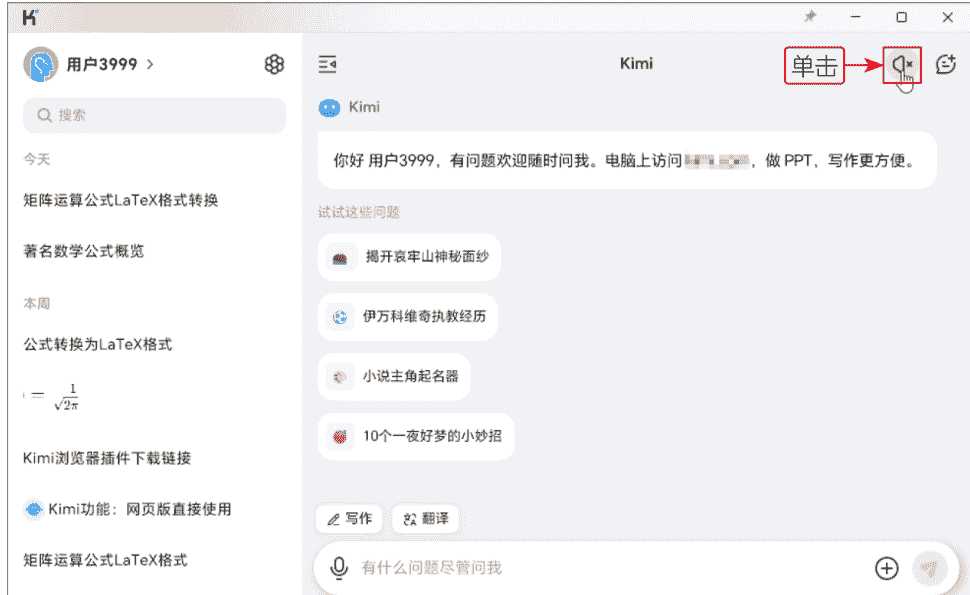 K
用户3999
Kimi
单击
搜索
Kimi
今天
你好 用户3999，有问题欢迎随时问我。电脑上访问，做 PPT，写作更方便。
矩阵运算公式LaTeX格式转换
试试这些问题
著名数学公式概览
揭开哀牢山神秘面纱
本周
伊万科维奇执教经历
公式转换为LaTeX格式
小说主角起名器
= 1/√2π
10个一夜好梦的小妙招
Kimi浏览器插件下载链接
Kimi功能：网页版直接使用
写作
翻译
矩阵运算公式LaTeX格式
有什么问题尽管问我